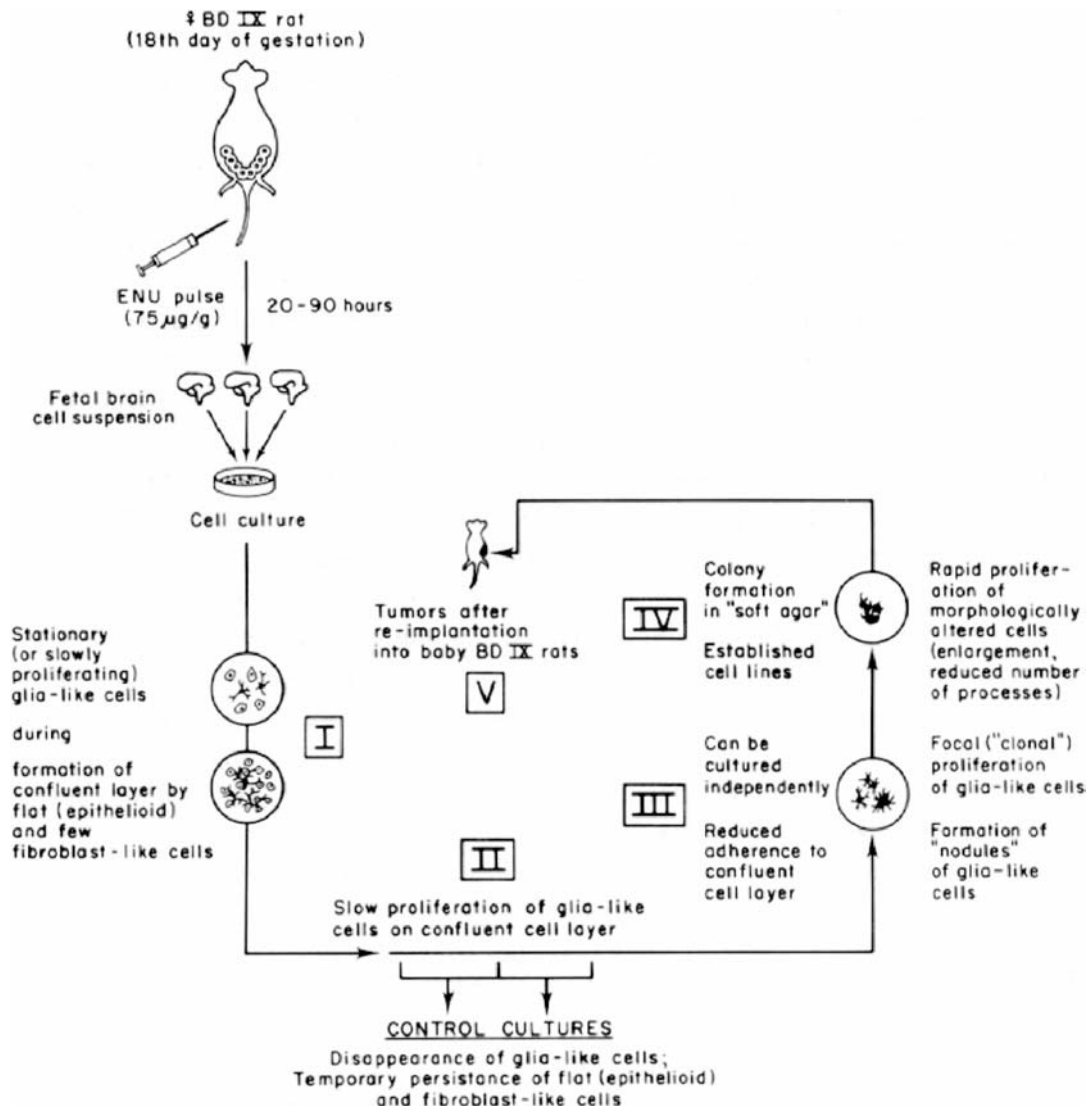 ♀ BD IX rat
(18th day of gestation)
ENU pulse
(75 µg/g)
20-90 hours
Fetal brain
cell suspension
Cell culture
Stationary
(or slowly
proliferating)
glia-like cells
during
formation of
confluent layer by
flat (epithelioid)
and few
fibroblast-like cells
I
II
Slow proliferation of glia-like
cells on confluent cell layer
CONTROL CULTURES
Disappearance of glia-like cells;
Temporary persistance of flat (epithelioid)
and fibroblast-like cells
III
Can be
cultured
independently
Reduced
adherence to
confluent
cell layer
Focal ("clonal")
proliferation
of glia-like cells
Formation of
"nodules"
of glia-like
cells
IV
Colony
formation
in "soft agar"
Established
cell lines
Rapid prolifer-
ation of
morphologically
altered cells
(enlargement,
reduced number
of processes)
Tumors after
re-implantation
into baby BD IX rats
V